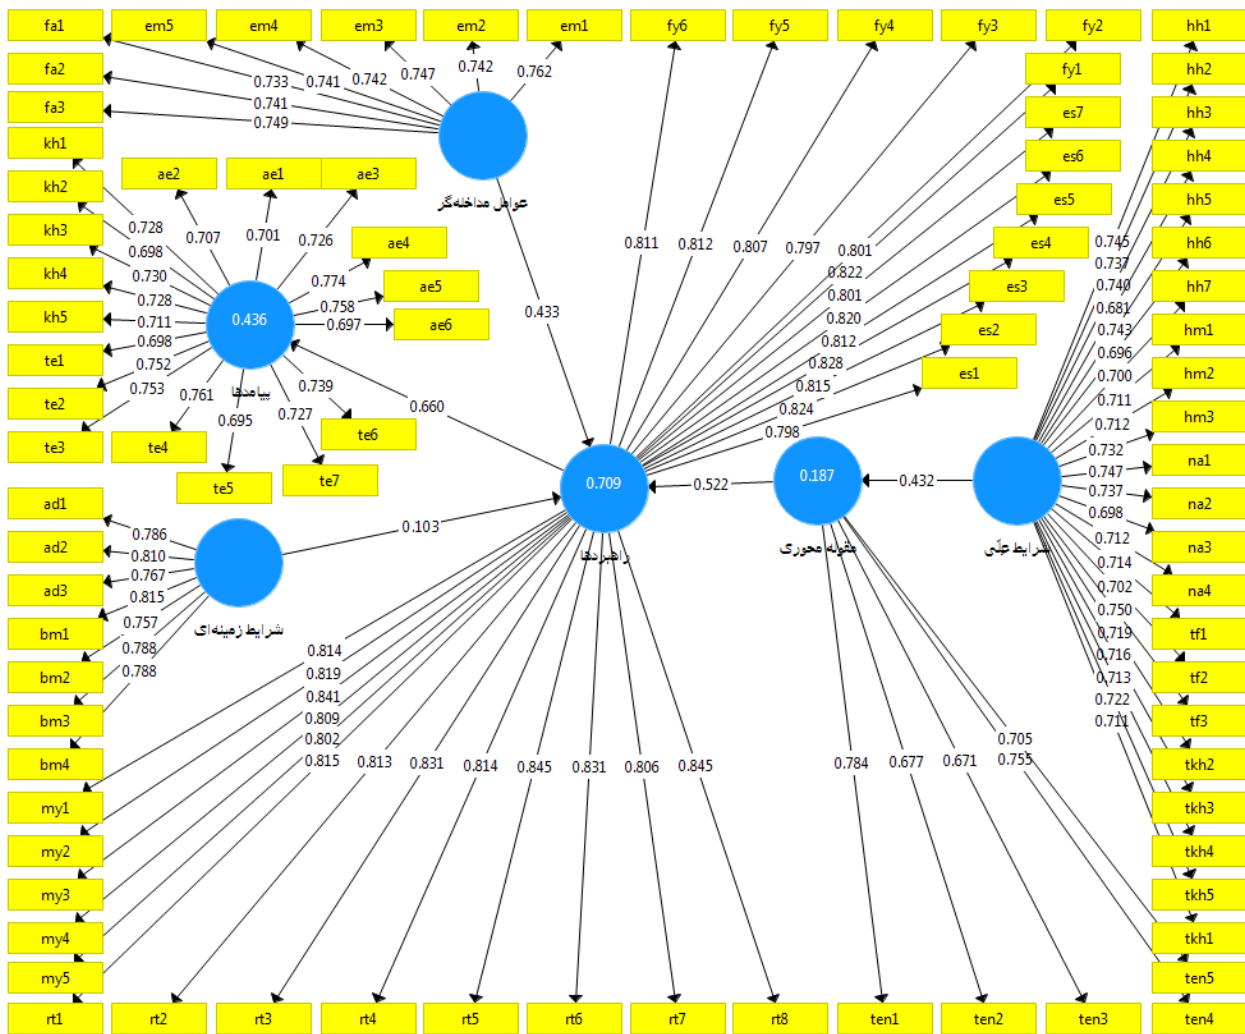 fa1 em5 em4 em3 em2 em1 fy6 fy5 fy4 fy3 fy2 hh1
fa2 fy1 hh2
fa3 es7 hh3
kh1 es6 hh4
kh2 ae2 ae1 ae3 es5 hh5
kh3 ae4 es4 hh6
kh4 ae5 es3 hh7
kh5 ae6 es2 hm1
te1 es1 hm2
te2 hm3
te3 te4 te6 na1
te5 te7 na2
ad1 na3
ad2 na4
ad3 tf1
bm1 tf2
bm2 tf3
bm3 tkh2
bm4 tkh3
my1 tkh4
my2 tkh5
my3 tkh1
my4 ten5
my5
rt1 rt2 rt3 rt4 rt5 rt6 rt7 rt8 ten1 ten2 ten3 ten4
0.733 0.741 0.742 0.747 0.742 0.762
0.741
0.749
عوامل مداخله‌گر
0.433
0.728 0.707 0.701 0.726
0.698 0.774
0.730 0.758
0.728 0.697
0.711
0.698
0.752
0.753 0.761 0.695 0.727 0.739
0.436
پیامدها
0.660
0.811 0.812 0.807 0.797 0.801
0.822
0.801
0.820
0.812
0.828
0.815
0.824
0.798
0.709
راهبردها
0.522
0.187
مقوله محوری
0.432
شرایط علّی
0.745
0.737
0.740
0.681
0.743
0.696
0.700
0.711
0.712
0.732
0.747
0.737
0.698
0.712
0.714
0.702
0.750
0.719
0.716
0.713
0.722
0.711
0.786
0.810
0.767
0.815
0.757
0.788
0.788
0.103
شرایط زمینه‌ای
0.814
0.819
0.841
0.809
0.802
0.815 0.813 0.831 0.814 0.845 0.831 0.806 0.845
0.784 0.677 0.671 0.705
0.755